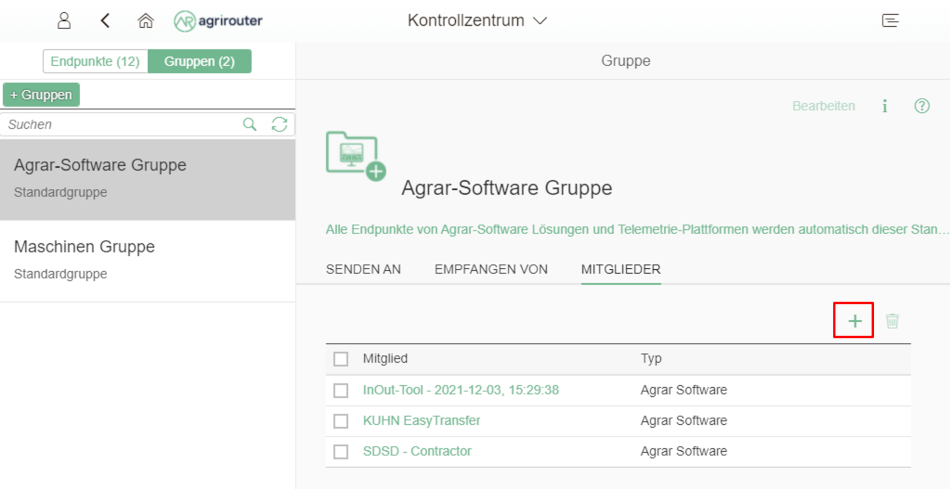 agrirouter
Kontrollzentrum
Endpunkte (12) Gruppen (2)
Gruppe
+ Gruppen
Suchen
Bearbeiten
Agrar-Software Gruppe
Standardgruppe
Maschinen Gruppe
Standardgruppe
Agrar-Software Gruppe
Alle Endpunkte von Agrar-Software Lösungen und Telemetrie-Plattformen werden automatisch dieser Stan...
SENDEN AN EMPFANGEN VON MITGLIEDER
Mitglied Typ
InOut-Tool - 2021-12-03, 15:29:38 Agrar Software
KUHN EasyTransfer Agrar Software
SDSD - Contractor Agrar Software